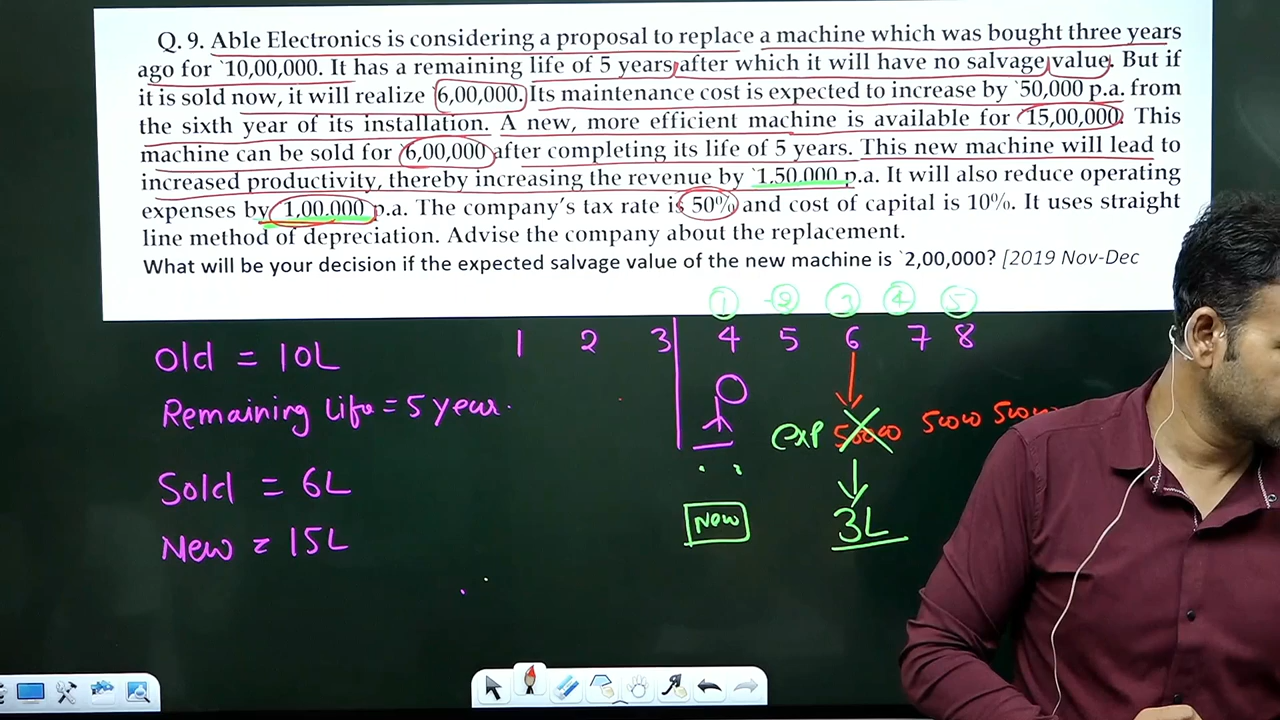 Q. 9. Able Electronics is considering a proposal to replace a machine which was bought three years
ago for `10,00,000. It has a remaining life of 5 years after which it will have no salvage value. But if
it is sold now, it will realize `6,00,000. Its maintenance cost is expected to increase by `50,000 p.a. from
the sixth year of its installation. A new, more efficient machine is available for `15,00,000. This
machine can be sold for `6,00,000 after completing its life of 5 years. This new machine will lead to
increased productivity, thereby increasing the revenue by `1,50,000 p.a. It will also reduce operating
expenses by 1,00,000 p.a. The company's tax rate is 50% and cost of capital is 10%. It uses straight
line method of depreciation. Advise the company about the replacement.
What will be your decision if the expected salvage value of the new machine is `2,00,000? [2019 Nov-Dec
1 2 3 4 5
1 2 3 4 5 6 7 8
Old = 10L
Remaining life = 5 year.
exp 50000 50000
Sold = 6L
New 3L
New = 15L